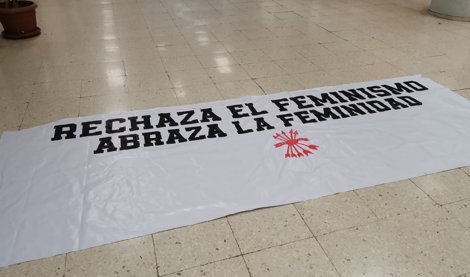 RECHAZA EL FEMINISMO
ABRAZA LA FEMINIDAD